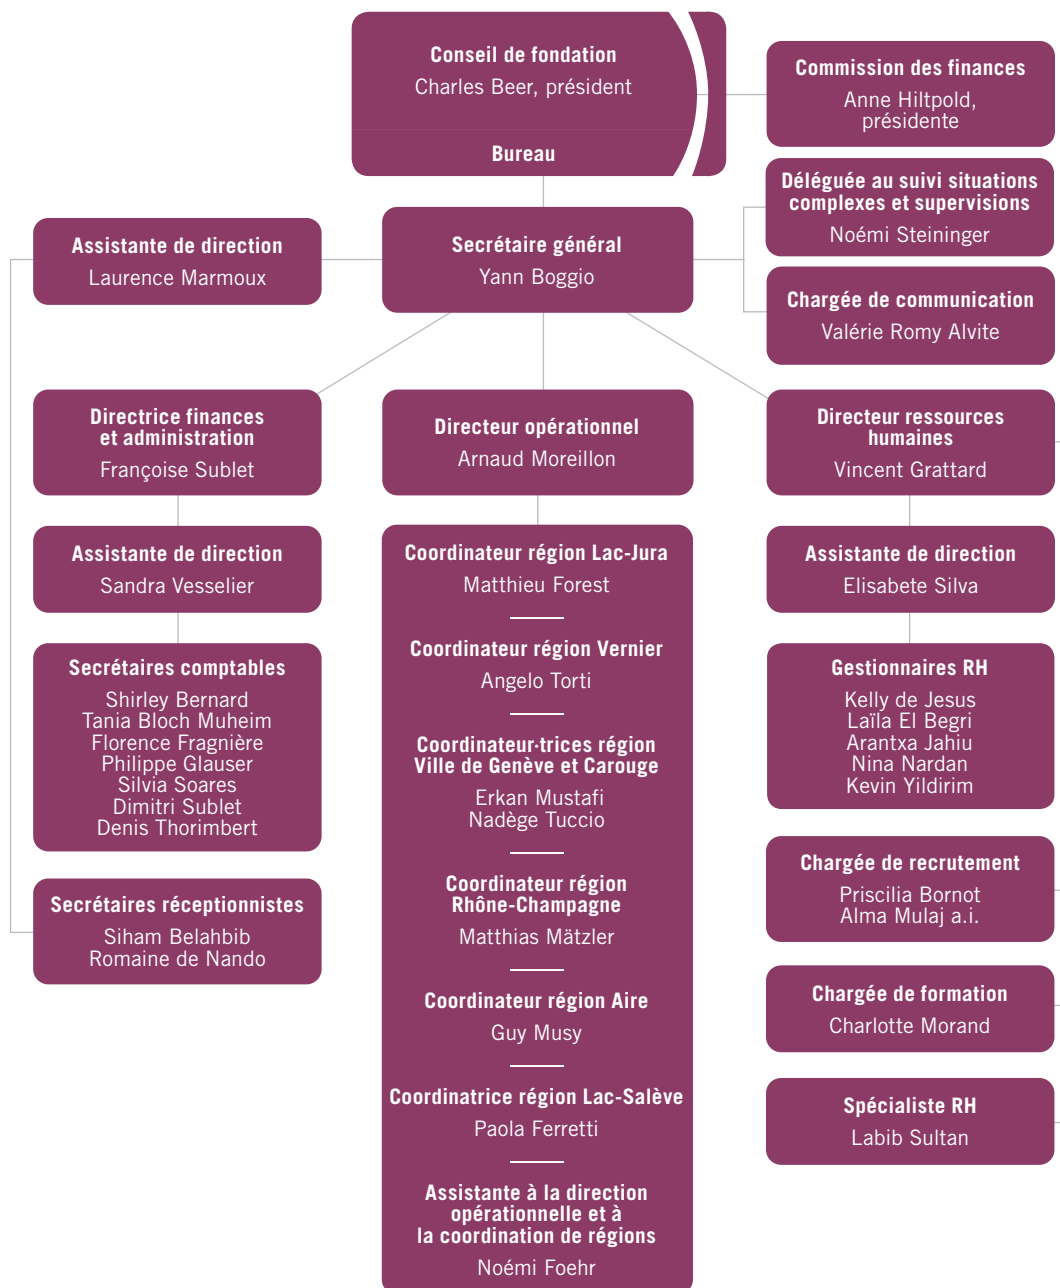 Conseil de fondation
Charles Beer, président
Bureau
Commission des finances
Anne Hiltpold,
présidente
Déléguée au suivi situations
complexes et supervisions
Noémi Steininger
Assistante de direction
Laurence Marmoux
Secrétaire général
Yann Boggio
Chargée de communication
Valérie Romy Alvite
Directrice finances
et administration
Françoise Sublet
Directeur opérationnel
Arnaud Moreillon
Directeur ressources
humaines
Vincent Grattard
Assistante de direction
Sandra Vesselier
Secrétaires comptables
Shirley Bernard
Tania Bloch Muheim
Florence Fragnière
Philippe Glauser
Silvia Soares
Dimitri Sublet
Denis Thorimbert
Secrétaires réceptionnistes
Siham Belahbib
Romaine de Nando
Coordinateur région Lac-Jura
Matthieu Forest
Coordinateur région Vernier
Angelo Torti
Coordinateur·trices région
Ville de Genève et Carouge
Erkan Mustafi
Nadège Tuccio
Coordinateur région
Rhône-Champagne
Matthias Mätzler
Coordinateur région Aire
Guy Musy
Coordinatrice région Lac-Salève
Paola Ferretti
Assistante à la direction
opérationnelle et à
la coordination de régions
Noémi Foehr
Assistante de direction
Elisabete Silva
Gestionnaires RH
Kelly de Jesus
Laïla El Begri
Arantxa Jahiu
Nina Nardan
Kevin Yildirim
Chargée de recrutement
Priscilia Bornot
Alma Mulaj a.i.
Chargée de formation
Charlotte Morand
Spécialiste RH
Labib Sultan